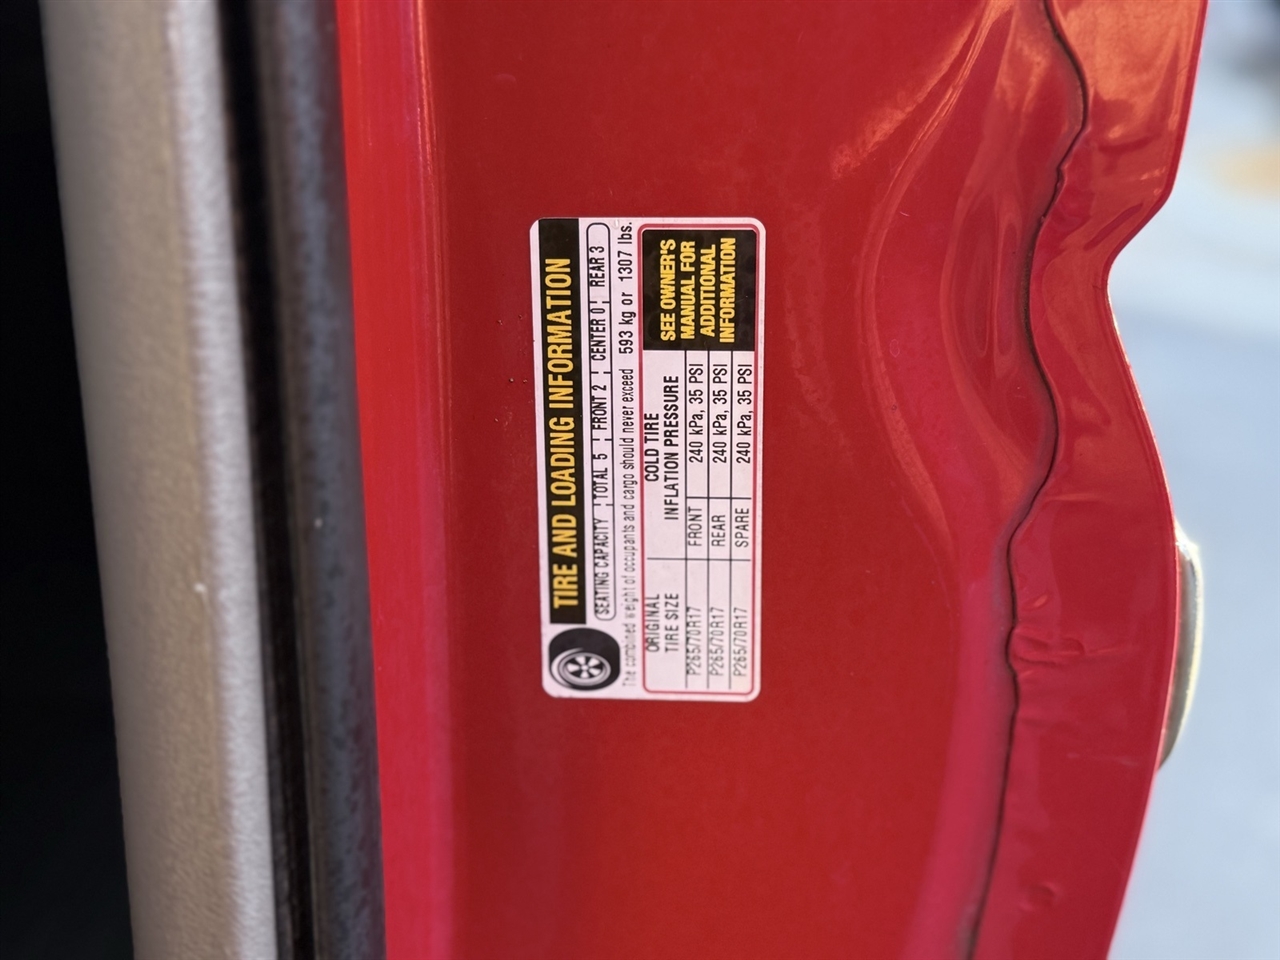 TIRE AND LOADING INFORMATION
SEATING CAPACITY TOTAL 5 FRONT 2 CENTER 0 REAR 3
The combined weight of occupants and cargo should never exceed 593 kg or 1307 lbs.
ORIGINAL TIRE SIZE
COLD TIRE INFLATION PRESSURE
SEE OWNER'S
MANUAL FOR
ADDITIONAL
INFORMATION
P265/70R17 FRONT 240 kPa, 35 PSI
P265/70R17 REAR 240 kPa, 35 PSI
P265/70R17 SPARE 240 kPa, 35 PSI